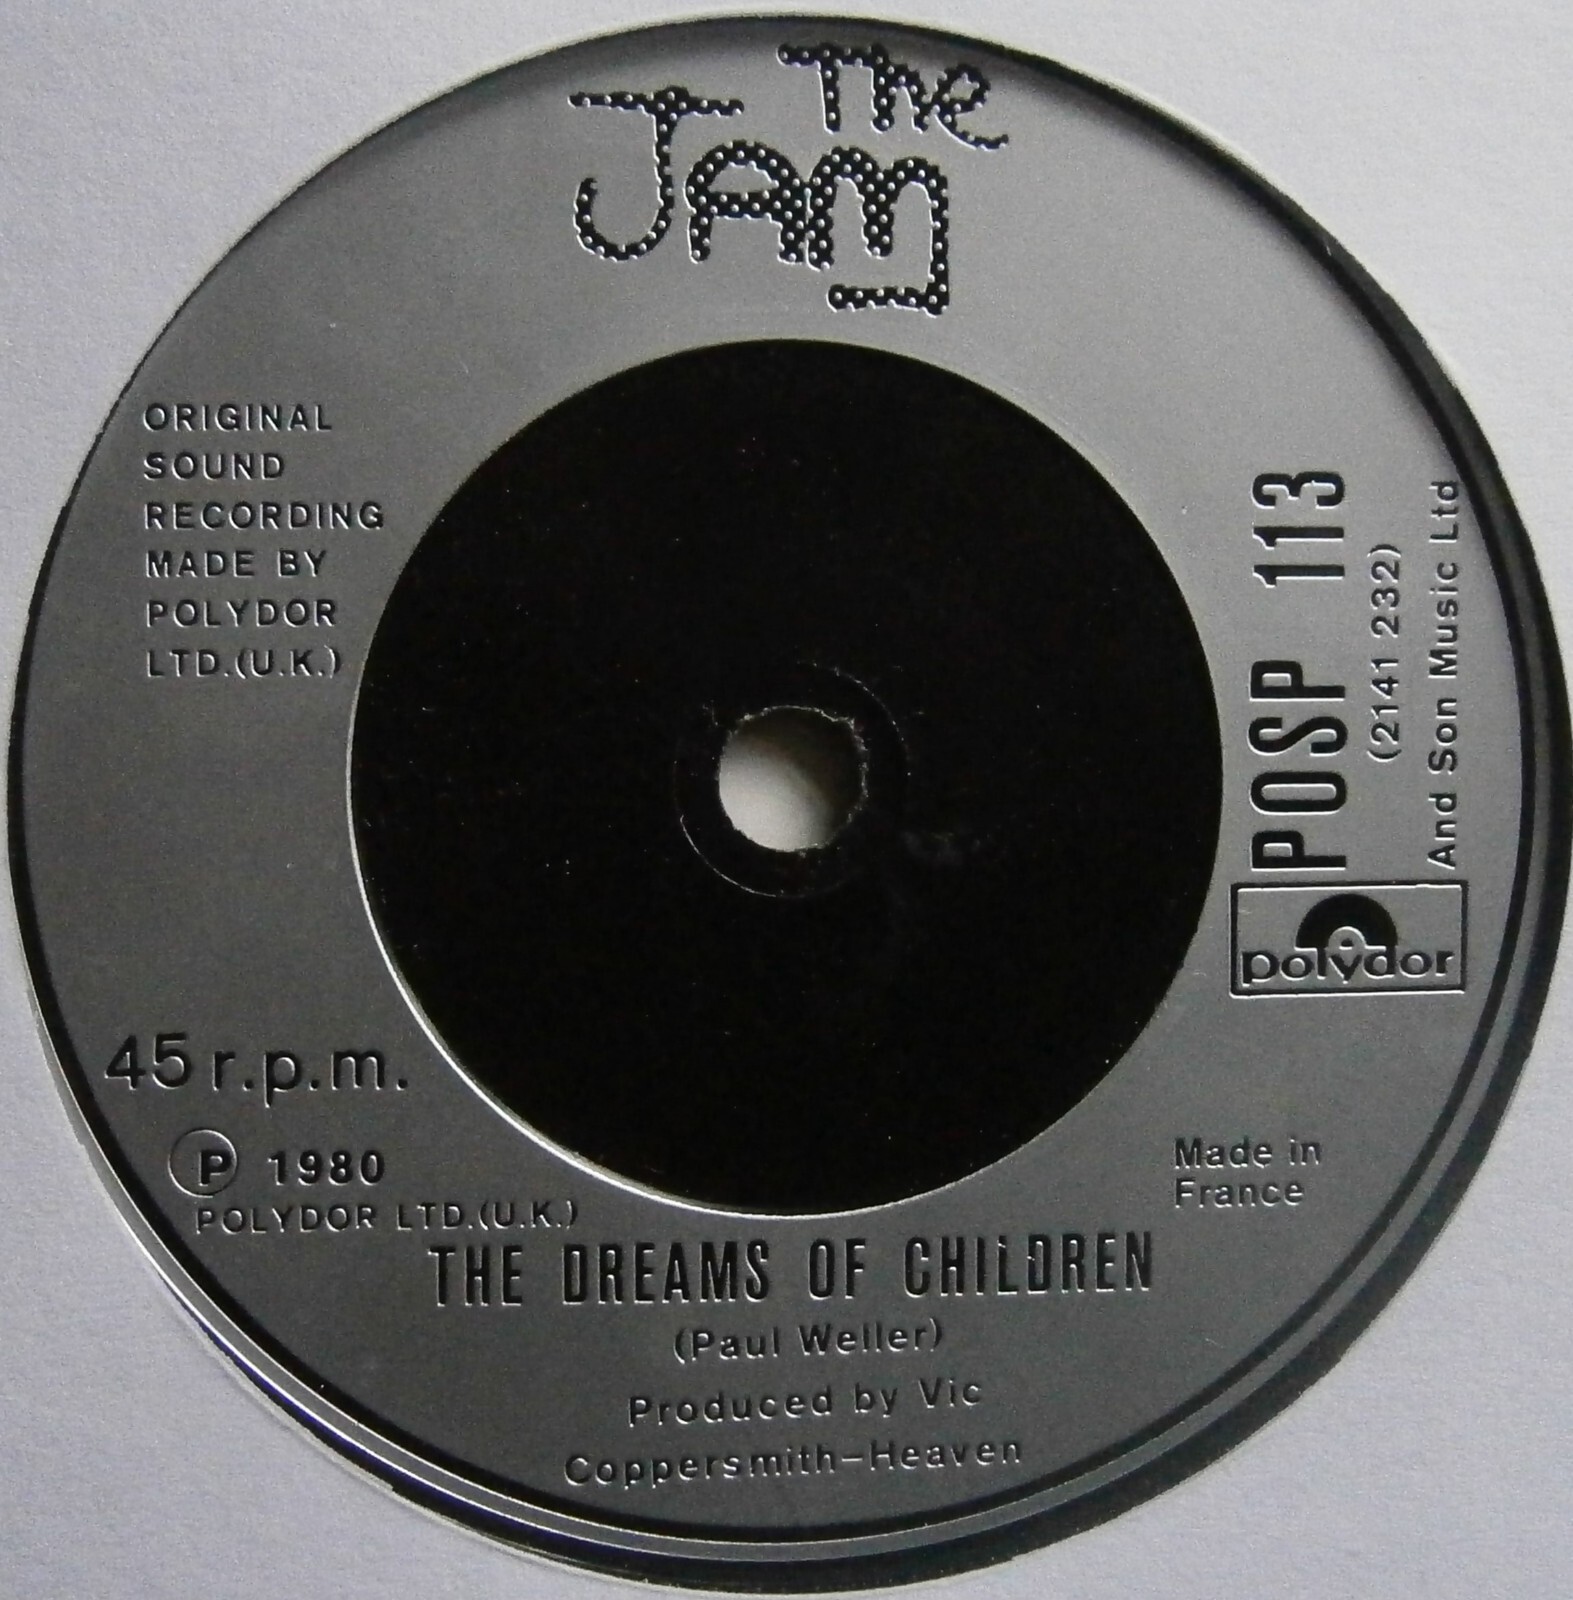 The
JAM
ORIGINAL
SOUND
RECORDING
MADE BY
POLYDOR
LTD.(U.K.)
POSP 113
(2141 232)
And Son Music Ltd
polydor
45 r.p.m.
Ⓟ 1980
POLYDOR LTD.(U.K.)
Made in
France
THE DREAMS OF CHILDREN
(Paul Weller)
Produced by Vic
Coppersmith-Heaven